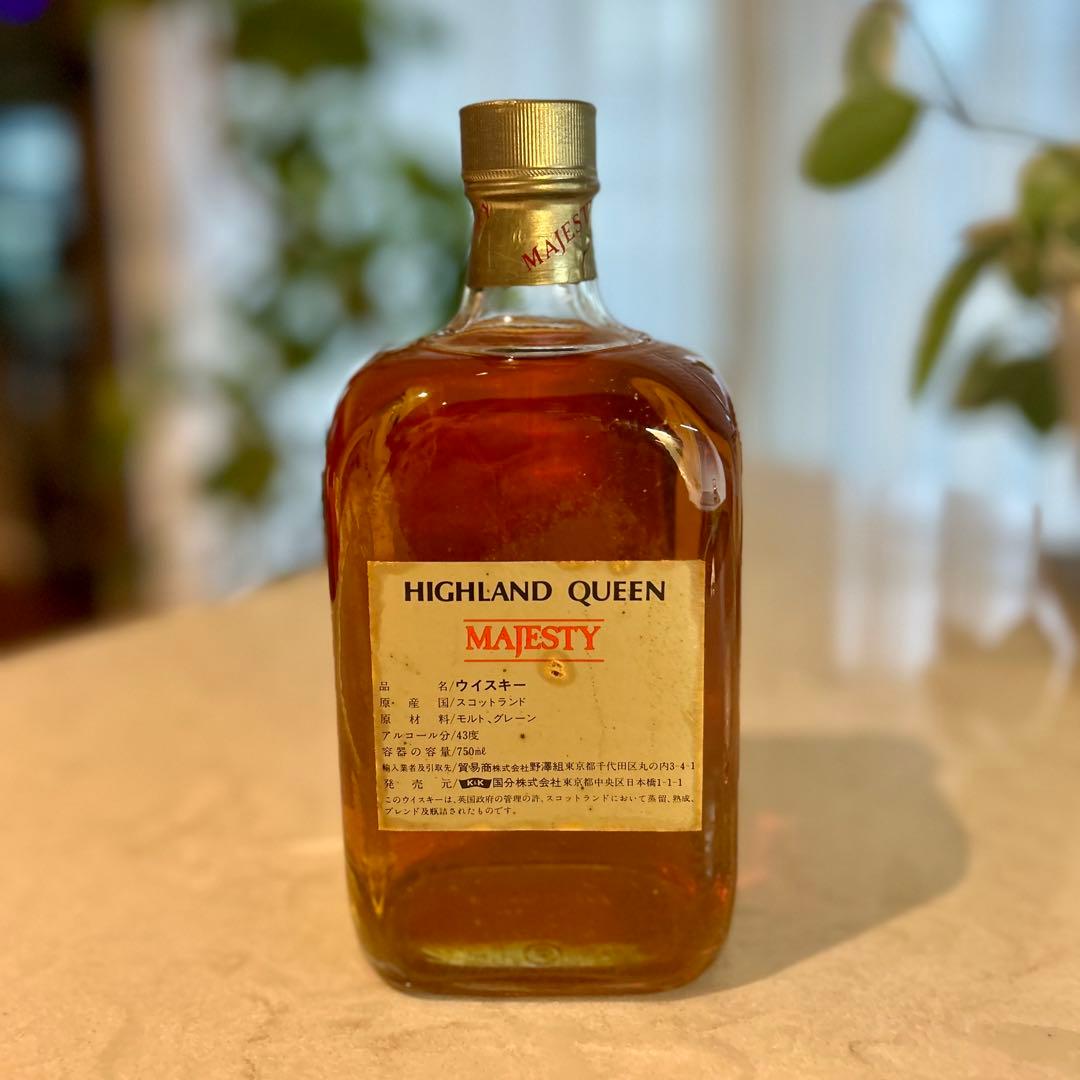 MAJESTY
HIGHLAND QUEEN
MAJESTY
品名/ウイスキー
原産国/スコットランド
原材料/モルト、グレーン
アルコール分/43度
容器の容量/750mℓ
輸入業者及引取先/貿易商株式会社野澤組東京都千代田区丸の内3-4-1
発売元/K&K国分株式会社東京都中央区日本橋1-1-1
このウイスキーは、英国政府の管理の許、スコットランドにおいて蒸留、熟成、
ブレンド及瓶詰されたものです。